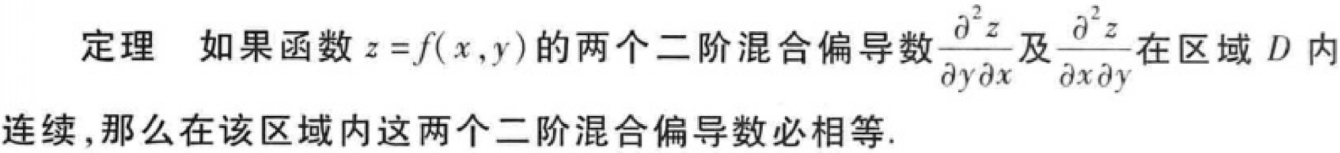 定理 如果函数 z = f(x,y)的两个二阶混合偏导数 ∂²z/∂y∂x 及 ∂²z/∂x∂y 在区域 D 内
连续,那么在该区域内这两个二阶混合偏导数必相等.